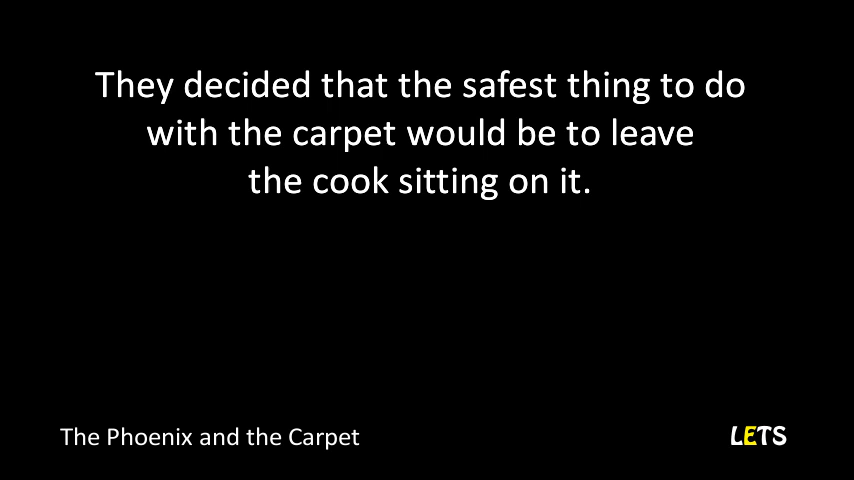 They decided that the safest thing to do
with the carpet would be to leave
the cook sitting on it.
The Phoenix and the Carpet
LETS